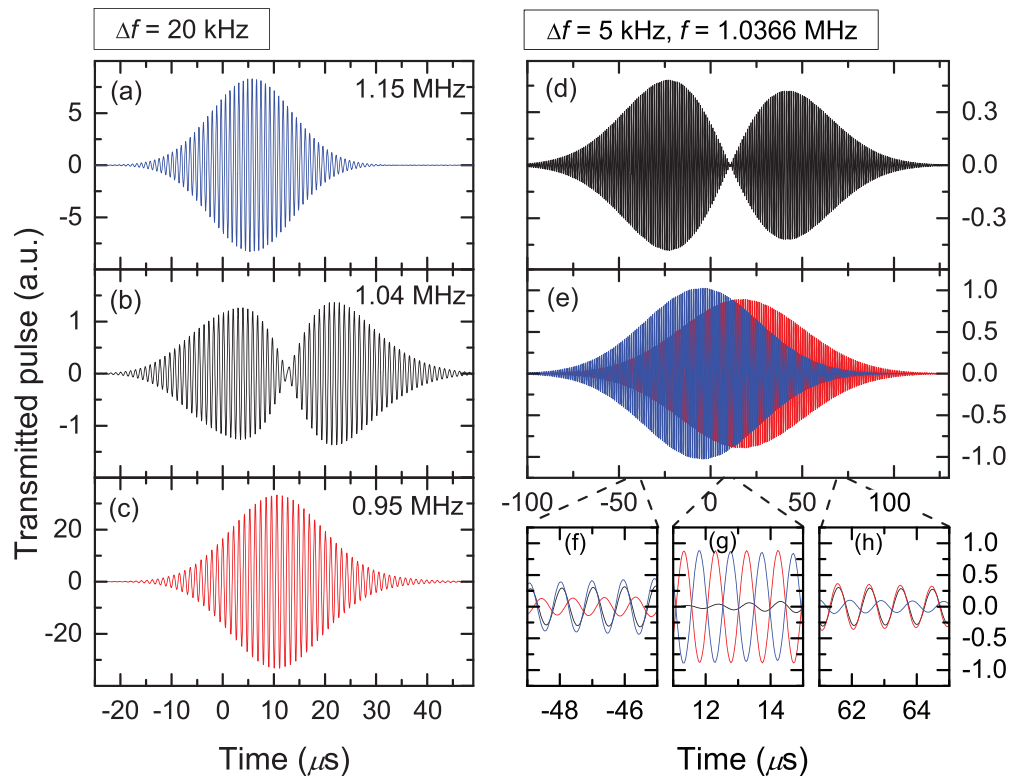 Δf = 20 kHz
Δf = 5 kHz, f = 1.0366 MHz
Transmitted pulse (a.u.)
(a)
1.15 MHz
5
0
-5
(b)
1.04 MHz
1
0
-1
(c)
0.95 MHz
20
0
-20
-20 -10 0 10 20 30 40
Time (μs)
(d)
0.3
0.0
-0.3
(e)
1.0
0.5
0.0
-0.5
-1.0
-100 -50 0 50 100
(f)
(g)
(h)
1.0
0.5
0.0
-0.5
-1.0
-48 -46
12 14
62 64
Time (μs)